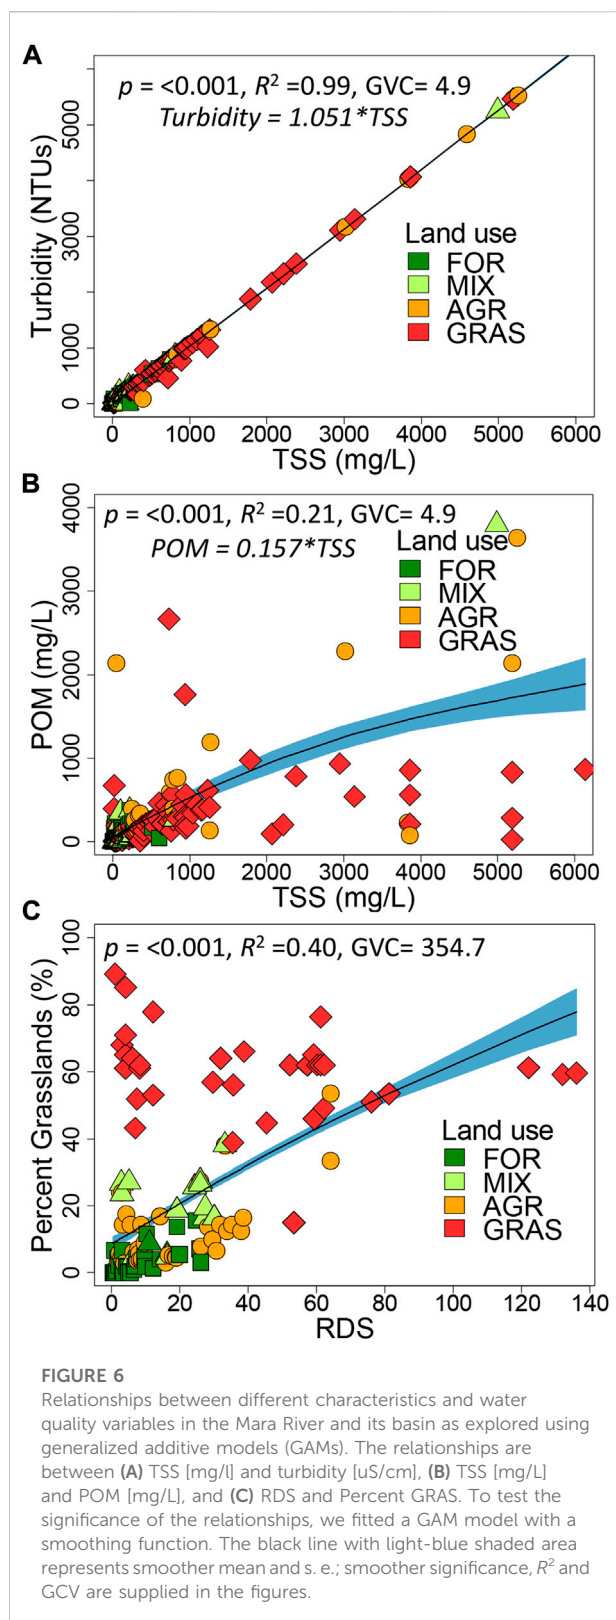 A
p = <0.001, R² =0.99, GVC= 4.9
Turbidity = 1.051*TSS
Turbidity (NTUs)
0 1000 3000 5000
Land use
FOR
MIX
AGR
GRAS
0 1000 2000 3000 4000 5000 6000
TSS (mg/L)
B
p = <0.001, R² =0.21, GVC= 4.9
POM = 0.157*TSS
POM (mg/L)
0 1000 2000 3000 4000
Land use
FOR
MIX
AGR
GRAS
0 1000 2000 3000 4000 5000 6000
TSS (mg/L)
C
p = <0.001, R² =0.40, GVC= 354.7
Percent Grasslands (%)
0 20 40 60 80 100
Land use
FOR
MIX
AGR
GRAS
0 20 40 60 80 100 120 140
RDS
FIGURE 6
Relationships between different characteristics and water
quality variables in the Mara River and its basin as explored using
generalized additive models (GAMs). The relationships are
between (A) TSS [mg/l] and turbidity [uS/cm], (B) TSS [mg/L]
and POM [mg/L], and (C) RDS and Percent GRAS. To test the
significance of the relationships, we fitted a GAM model with a
smoothing function. The black line with light-blue shaded area
represents smoother mean and s. e.; smoother significance, R² and
GCV are supplied in the figures.